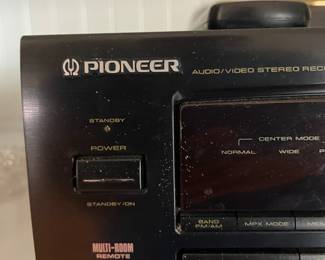 PIONEER
AUDIO/VIDEO STEREO REC
STANDBY
CENTER MODE
POWER
NORMAL WIDE P
STANDBY/ON
BAND
FM/AM
MPX MODE
MEM
MULTI-ROOM
REMOTE